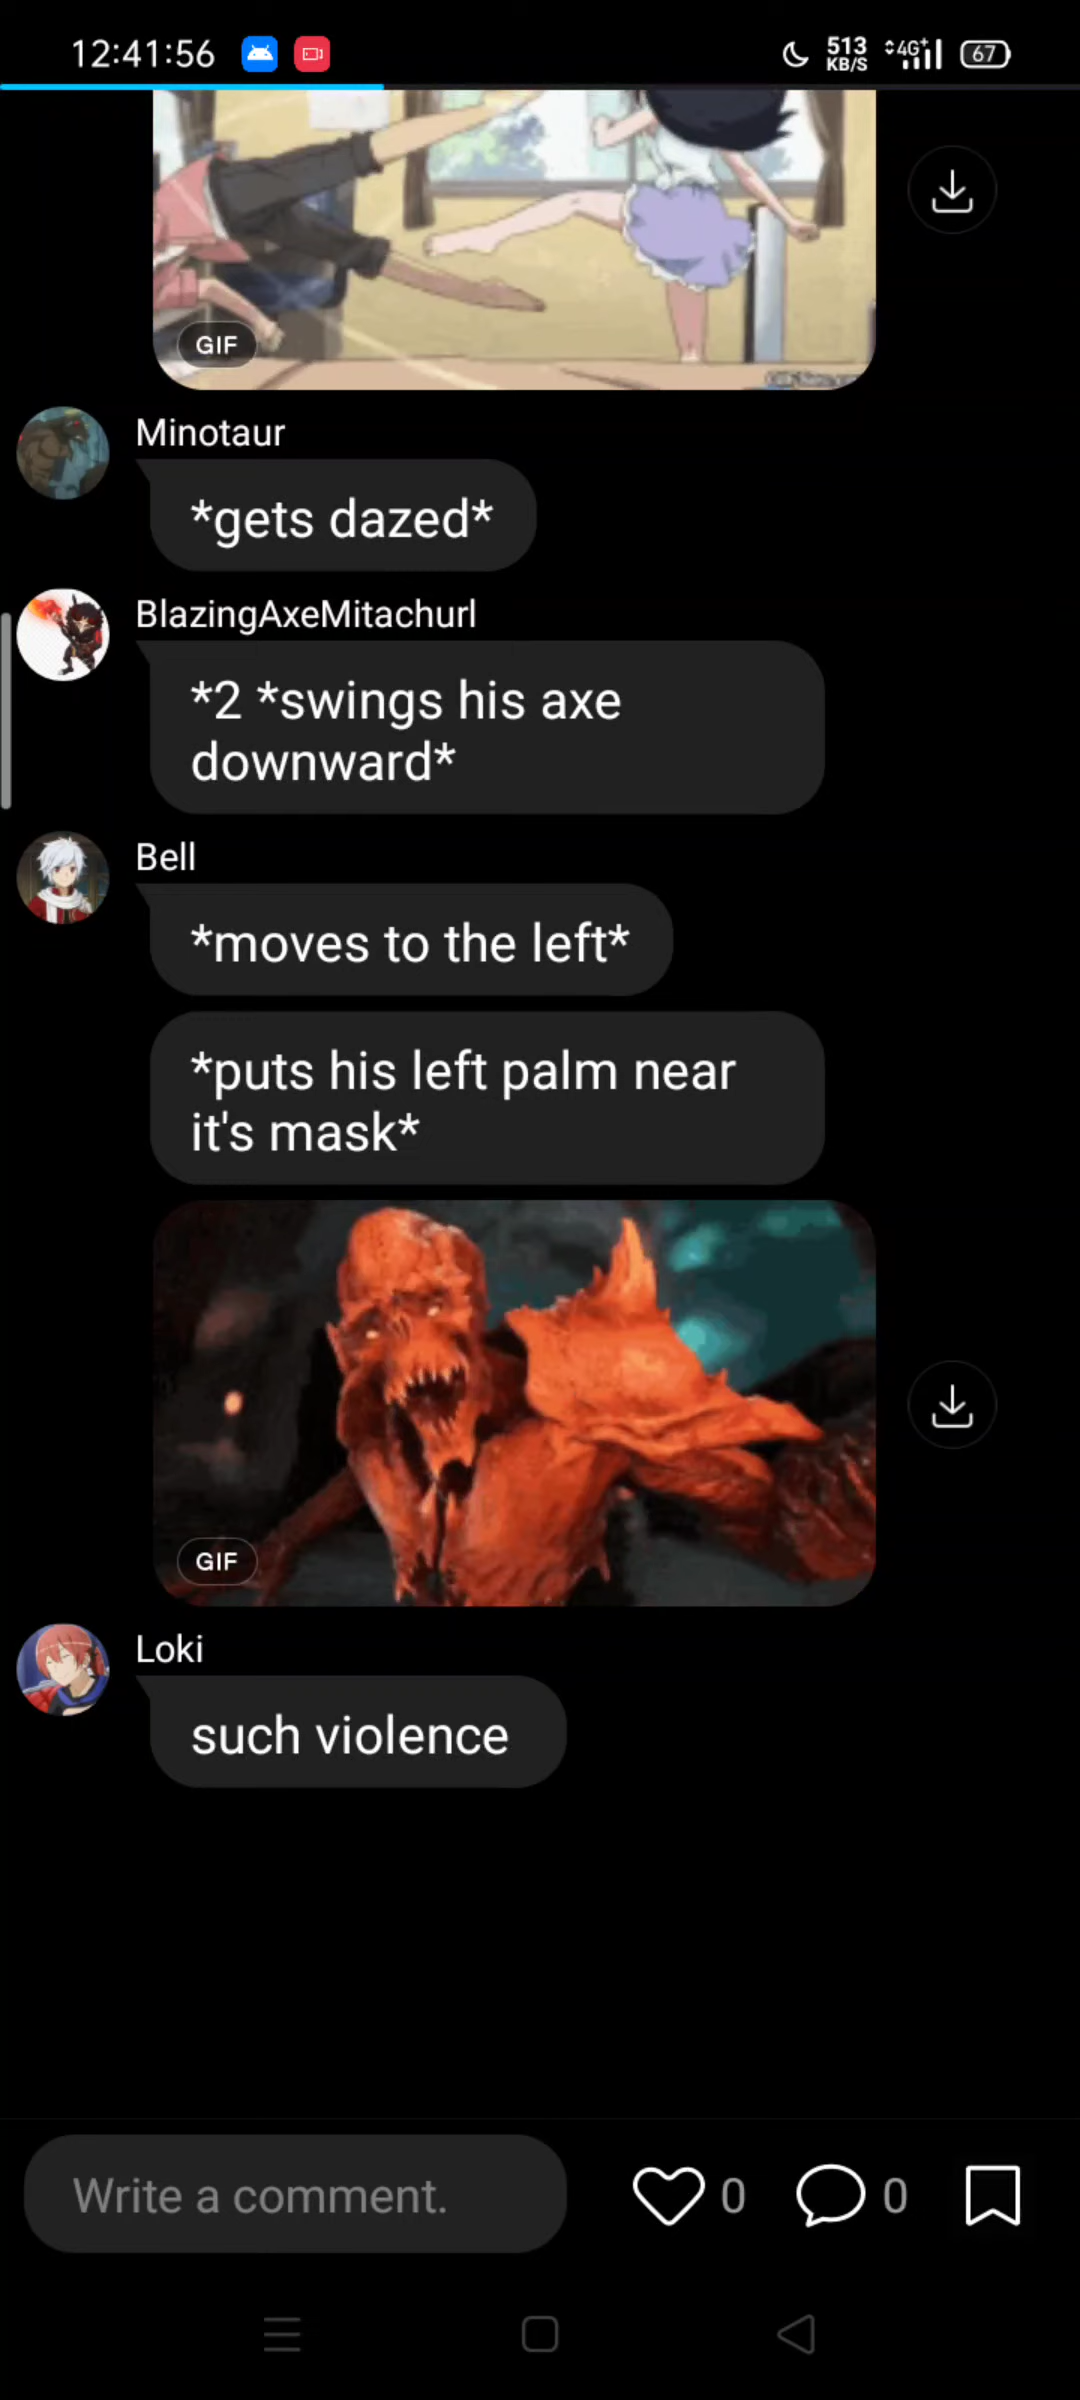 12:41:56
513
KB/S
4G+
67
GIF
Minotaur
*gets dazed*
BlazingAxeMitachurl
*2 *swings his axe
downward*
Bell
*moves to the left*
*puts his left palm near
it's mask*
GIF
Loki
such violence
Write a comment.
0
0